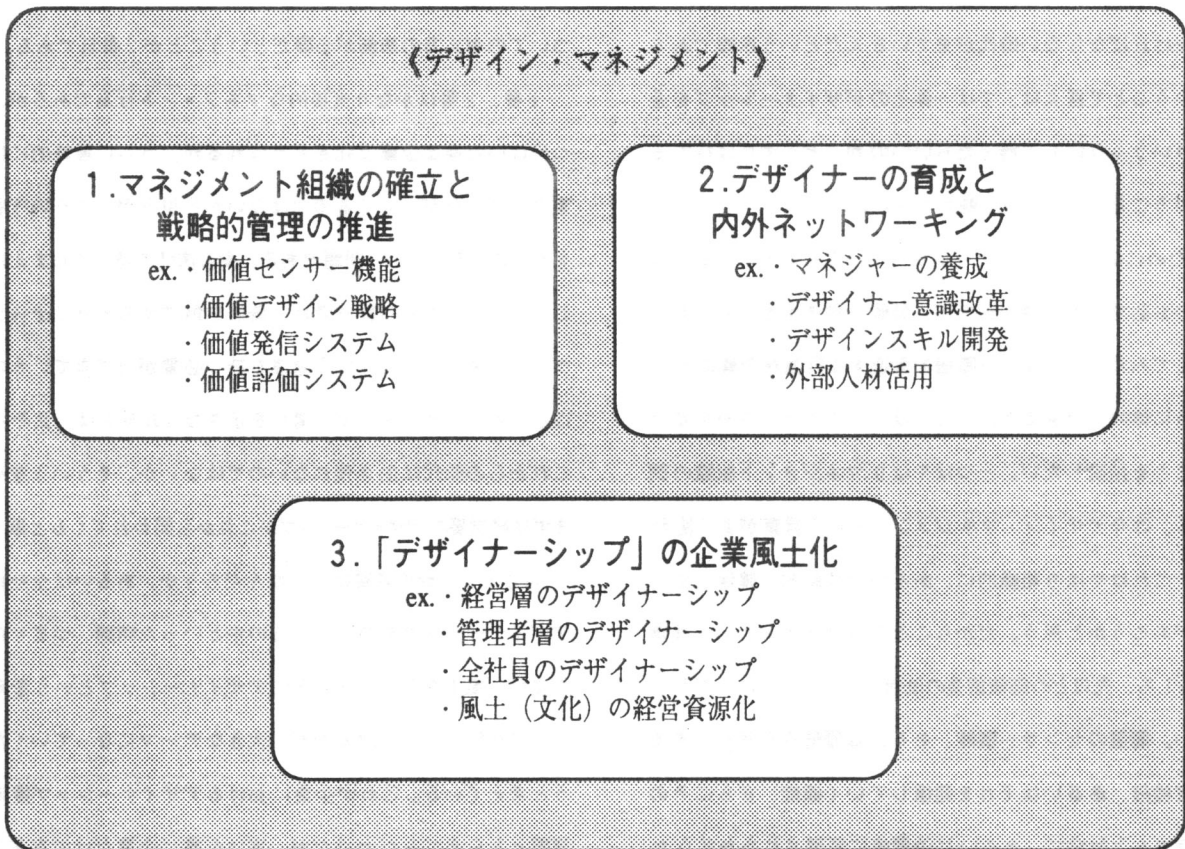 《デザイン・マネジメント》
1.マネジメント組織の確立と
戦略的管理の推進
ex.・価値センサー機能
・価値デザイン戦略
・価値発信システム
・価値評価システム
2.デザイナーの育成と
内外ネットワーキング
ex.・マネジャーの養成
・デザイナー意識改革
・デザインスキル開発
・外部人材活用
3.「デザイナーシップ」の企業風土化
ex.・経営層のデザイナーシップ
・管理者層のデザイナーシップ
・全社員のデザイナーシップ
・風土（文化）の経営資源化